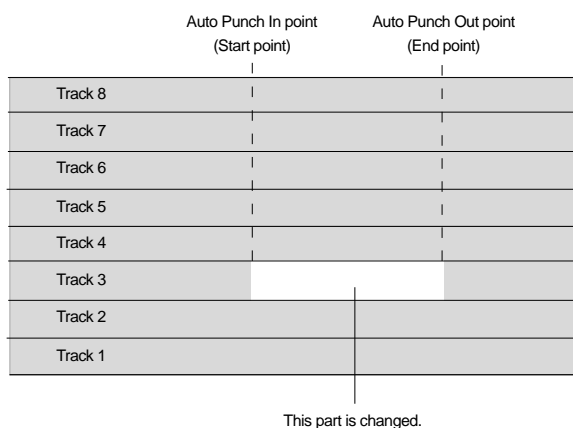 Auto Punch In point
(Start point)
Auto Punch Out point
(End point)
Track 8
Track 7
Track 6
Track 5
Track 4
Track 3
Track 2
Track 1
This part is changed.